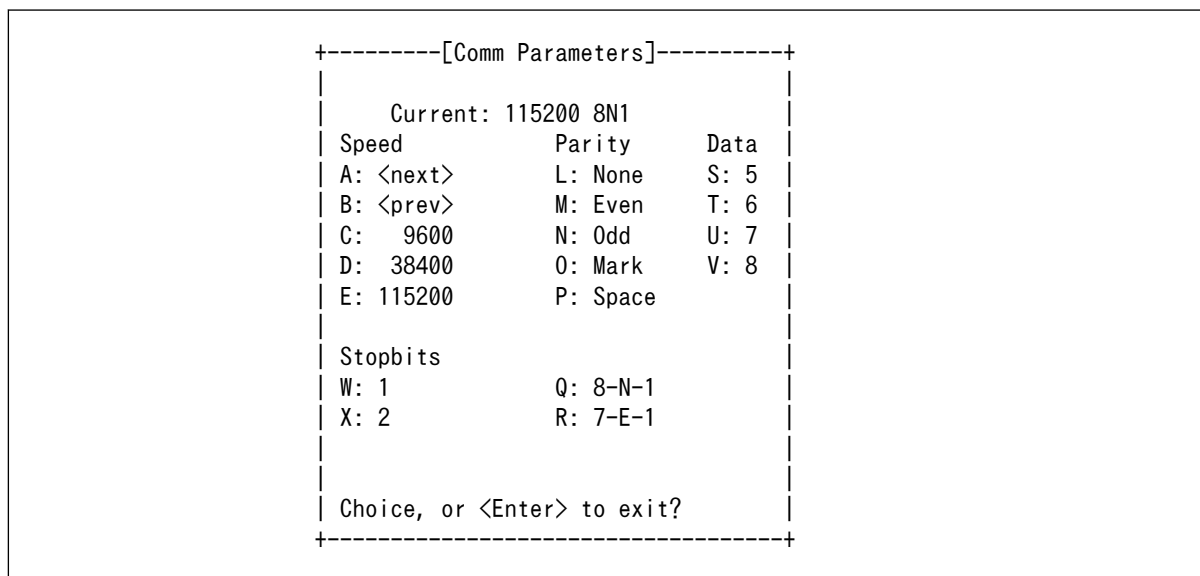 +---------[Comm Parameters]----------+
|                                    |
|     Current: 115200 8N1            |
| Speed            Parity      Data  |
| A: <next>        L: None     S: 5  |
| B: <prev>        M: Even     T: 6  |
| C:   9600        N: Odd      U: 7  |
| D:  38400        O: Mark     V: 8  |
| E: 115200        P: Space          |
|                                    |
| Stopbits                           |
| W: 1             Q: 8-N-1          |
| X: 2             R: 7-E-1          |
|                                    |
|                                    |
| Choice, or <Enter> to exit?        |
+------------------------------------+